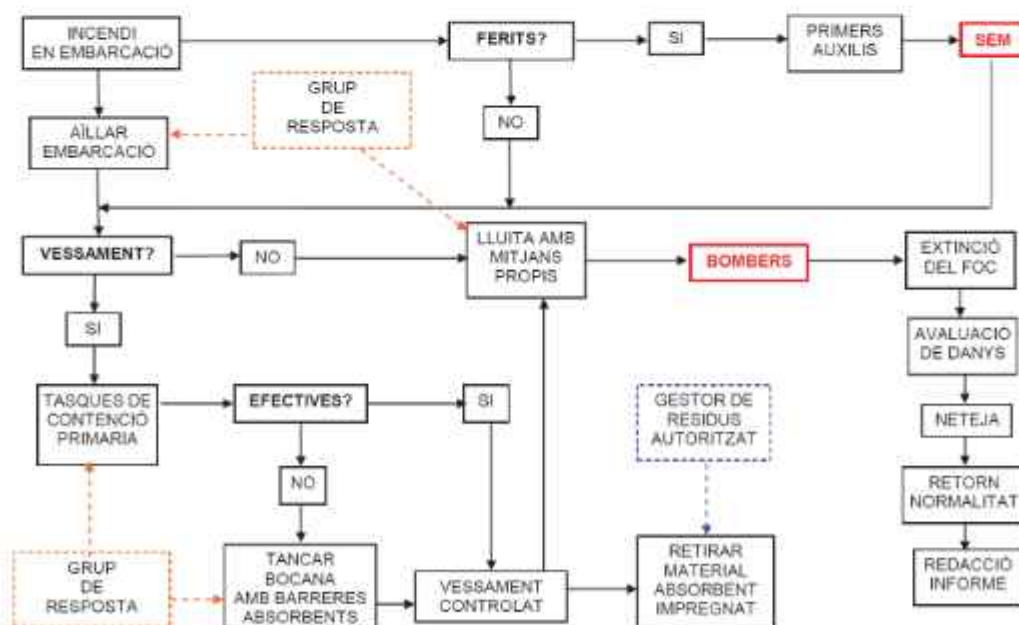 INCENDI
EN EMBARCACIÓ
FERITS?
SI
PRIMERS
AUXILIS
SEM
GRUP
DE
RESPOSTA
NO
AÏLLAR
EMBARCACIÓ
VESSAMENT?
NO
LLUITA AMB
MITJANS
PROPIS
BOMBERS
EXTINCIÓ
DEL FOC
SI
AVALUACIÓ
DE DANYS
TASQUES DE
CONTENCIÓ
PRIMARIA
EFECTIVES?
SI
GESTOR DE
RESIDUS
AUTORITZAT
NETEJA
NO
RETORN
NORMALITAT
GRUP
DE
RESPOSTA
TANCAR
BOCANA
AMB BARRERES
ABSORBENTS
VESSAMENT
CONTROLAT
RETIRAR
MATERIAL
ABSORBENT
IMPREGNAT
REDACCIÓ
INFORME